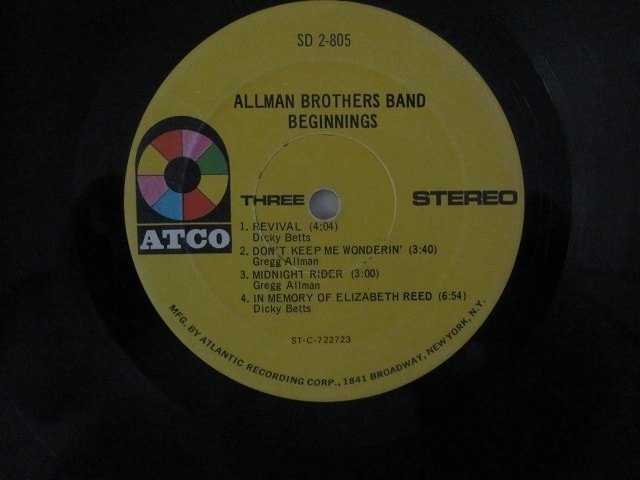 SD 2-805
ALLMAN BROTHERS BAND
BEGINNINGS
THREE
STEREO
ATCO
1. REVIVAL (4:04)
Dicky Betts
2. DON'T KEEP ME WONDERIN' (3:40)
Gregg Allman
3. MIDNIGHT RIDER (3:00)
Gregg Allman
4. IN MEMORY OF ELIZABETH REED (6:54)
Dicky Betts
ST-C-722723
MFG. BY ATLANTIC RECORDING CORP., 1841 BROADWAY, NEW YORK, N.Y.